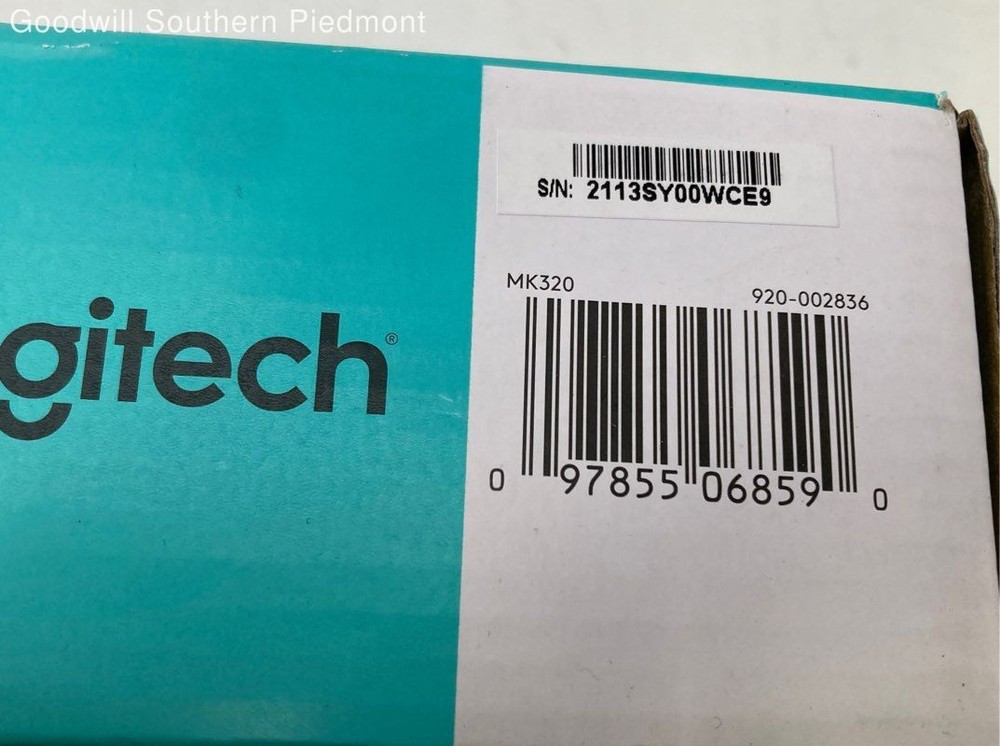 Goodwill Southern Piedmont
S/N: 2113SY00WCE9
MK320 920-002836
gitech®
0 97855 06859 0